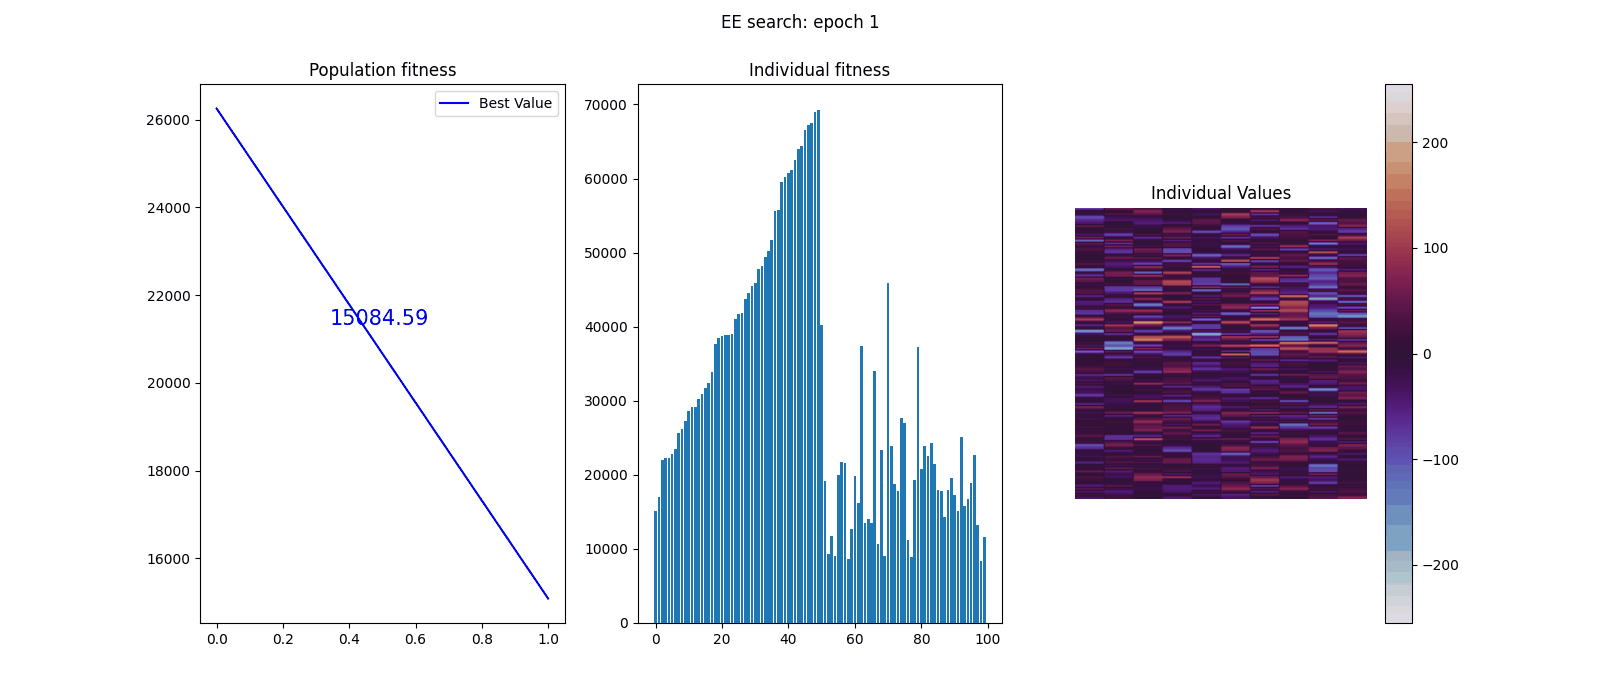 EE search: epoch 1
Population fitness
Best Value
15084.59
26000
24000
22000
20000
18000
16000
0.0 0.2 0.4 0.6 0.8 1.0
Individual fitness
70000
60000
50000
40000
30000
20000
10000
0
0 20 40 60 80 100
Individual Values
200
100
0
−100
−200